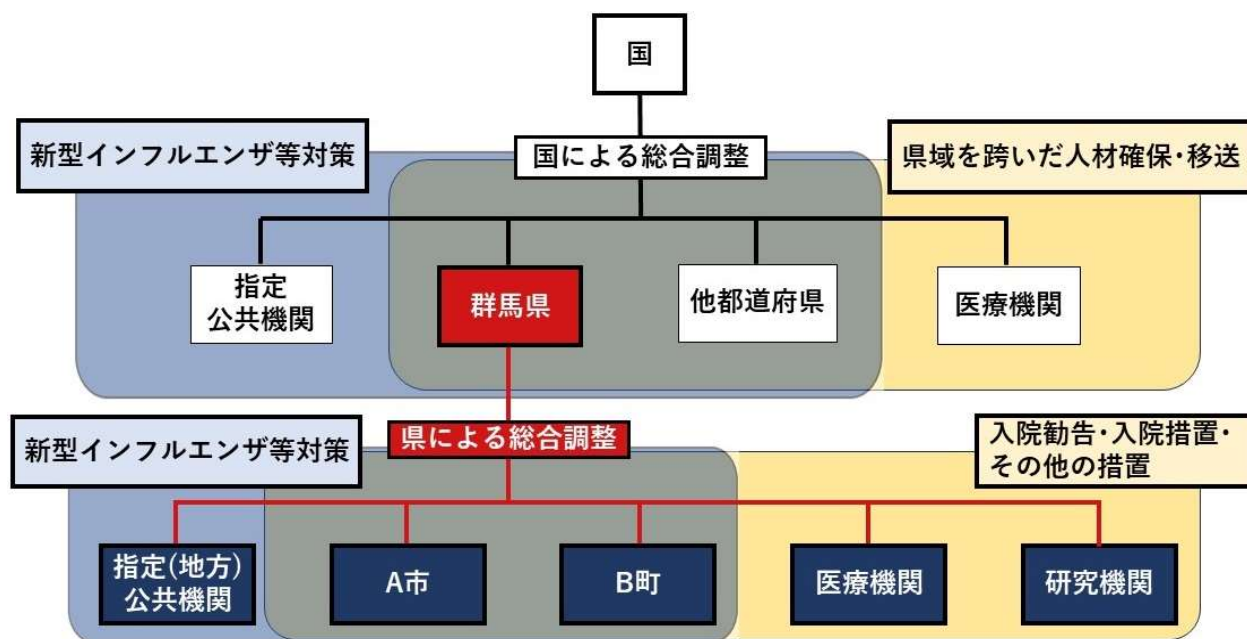 国
新型インフルエンザ等対策
国による総合調整
県域を跨いだ人材確保･移送
指定
公共機関
群馬県
他都道府県
医療機関
新型インフルエンザ等対策
県による総合調整
入院勧告･入院措置･
その他の措置
指定(地方)
公共機関
A市
B町
医療機関
研究機関